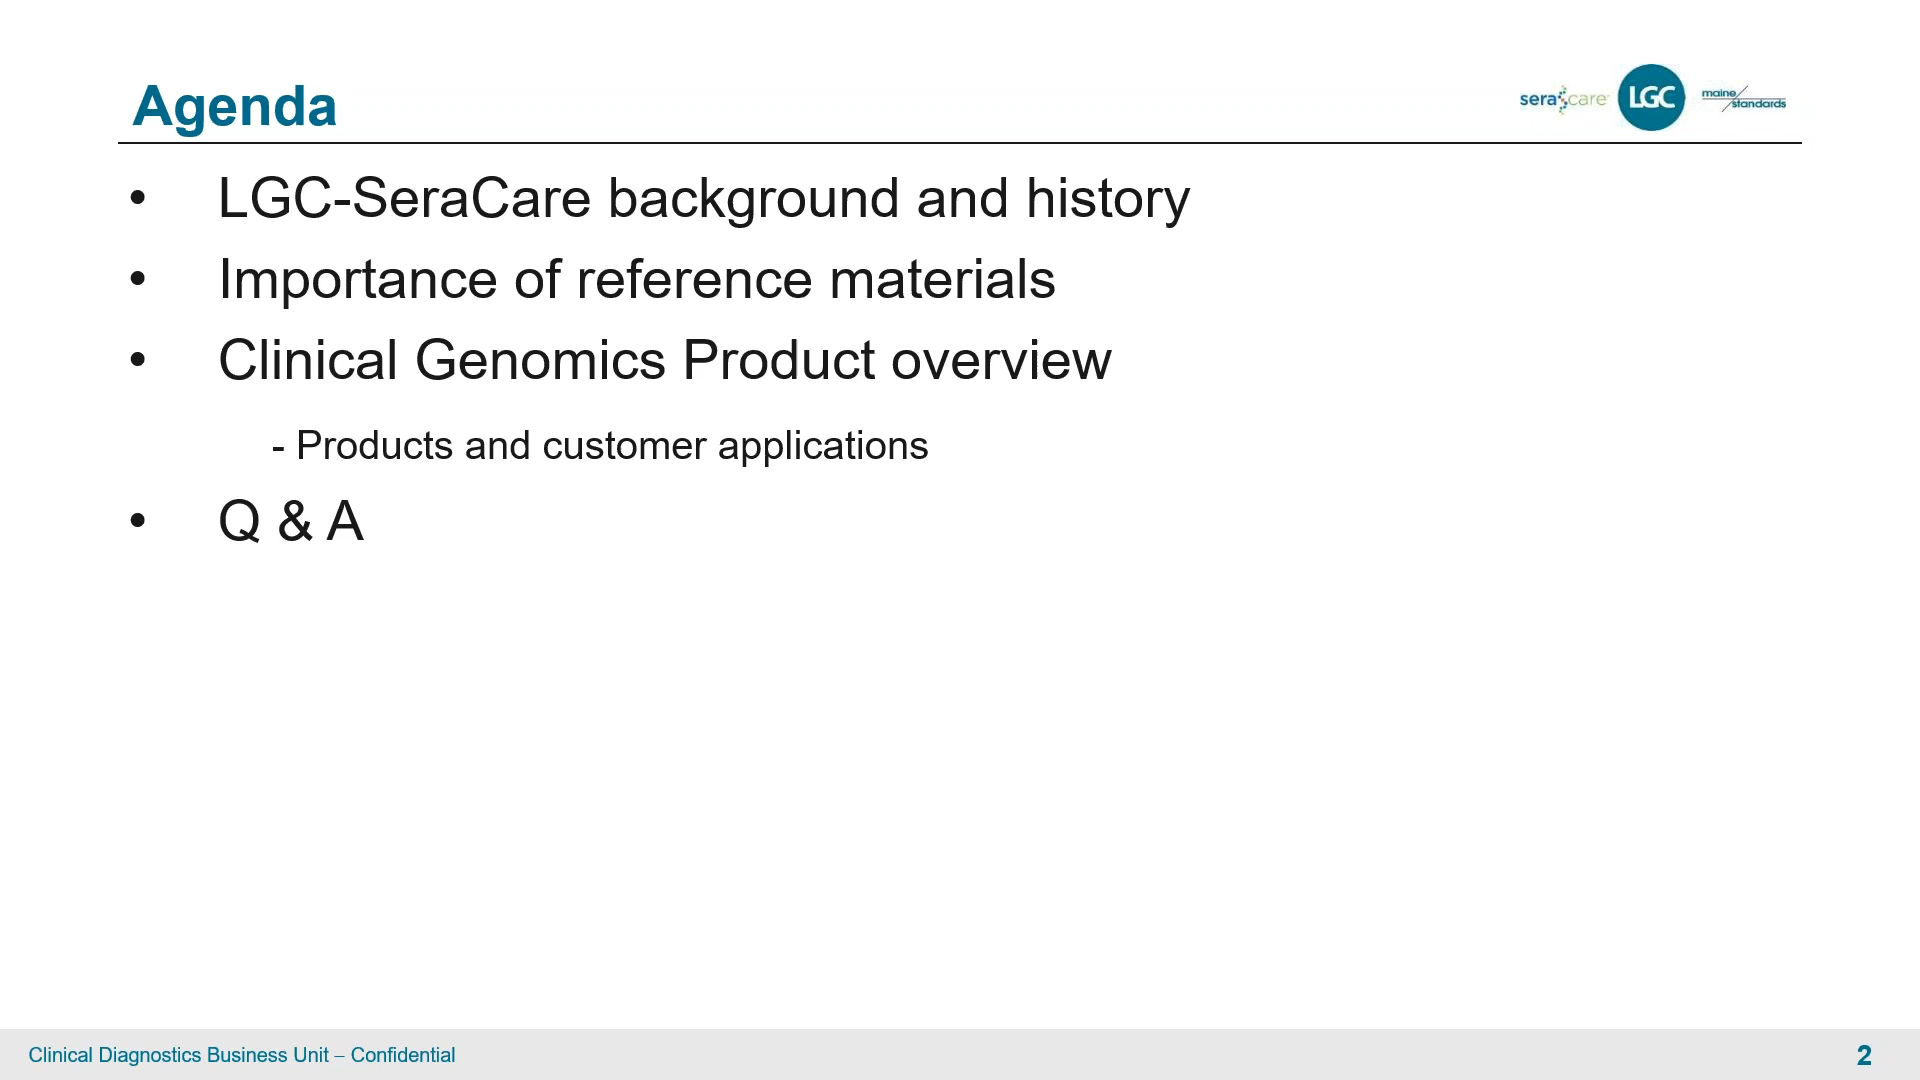 Agenda
seracare
LGC
maine
standards
• LGC-SeraCare background and history
• Importance of reference materials
• Clinical Genomics Product overview
- Products and customer applications
• Q & A
Clinical Diagnostics Business Unit – Confidential
2